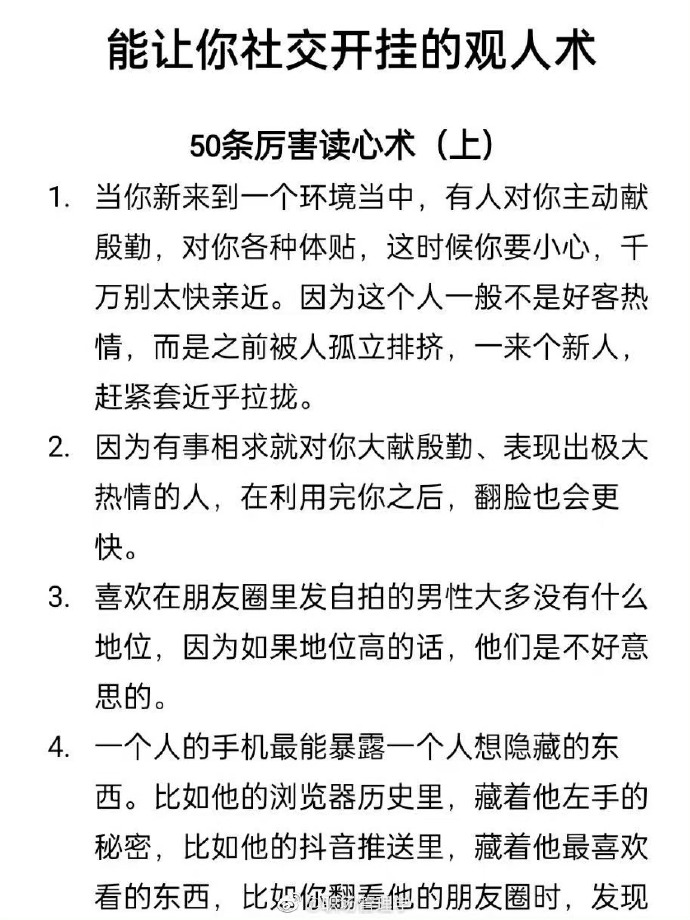 能让你社交开挂的观人术
50条厉害读心术（上）
1. 当你新来到一个环境当中，有人对你主动献
殷勤，对你各种体贴，这时候你要小心，千
万别太快亲近。因为这个人一般不是好客热
情，而是之前被人孤立排挤，一来个新人，
赶紧套近乎拉拢。
2. 因为有事相求就对你大献殷勤、表现出极大
热情的人，在利用完你之后，翻脸也会更
快。
3. 喜欢在朋友圈里发自拍的男性大多没有什么
地位，因为如果地位高的话，他们是不好意
思的。
4. 一个人的手机最能暴露一个人想隐藏的东
西。比如他的浏览器历史里，藏着他左手的
秘密，比如他的抖音推送里，藏着他最喜欢
看的东西，比如你翻看他的朋友圈时，发现